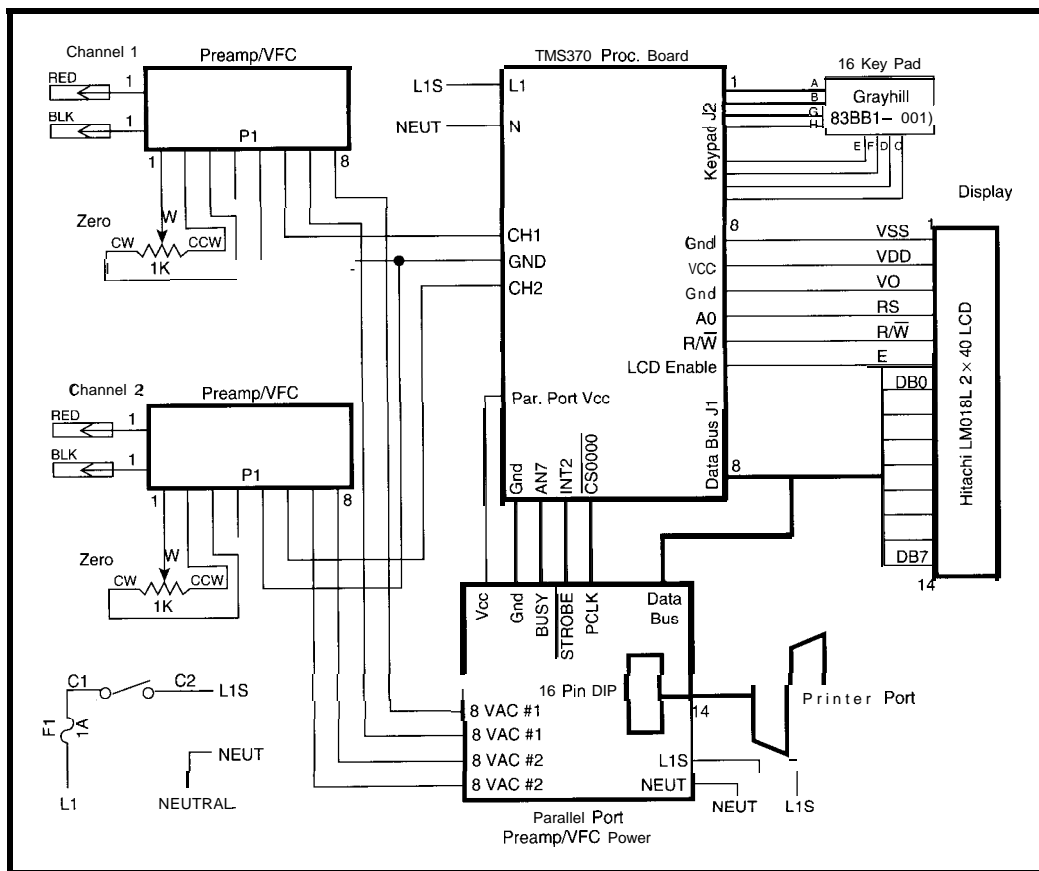 Channel 1
RED
1
BLK
1
Preamp/VFC
P1
1
8
Zero
W
CW
CCW
1K
L1S
NEUT
TMS370 Proc. Board
L1
N
CH1
GND
CH2
Par. Port Vcc
Gnd
AN7
INT2
CS0000
1
Keypad J2
8
Gnd
VCC
Gnd
A0
R/W
LCD Enable
Data Bus J1
8
16 Key Pad
Grayhill
83BB1- 001)
A
B
G
H
E F D C
Display
1
VSS
VDD
VO
RS
R/W
E
DB0
DB7
14
Hitachi LM018L 2 × 40 LCD
Channel 2
RED
1
BLK
1
Preamp/VFC
P1
1
8
Zero
W
CW
CCW
1K
C1
C2
L1S
F1
1A
NEUT
L1
NEUTRAL
Vcc
Gnd
BUSY
STROBE
PCLK
Data
Bus
16 Pin DIP
14
Printer Port
8 VAC #1
8 VAC #1
8 VAC #2
8 VAC #2
L1S
NEUT
NEUT
L1S
Parallel Port
Preamp/VFC Power